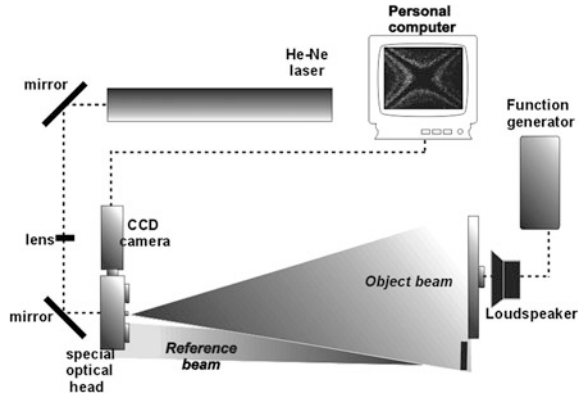 Personal
computer
He-Ne
laser
mirror
Function
generator
CCD
camera
lens
Object beam
mirror
Loudspeaker
special
optical
head
Reference
beam